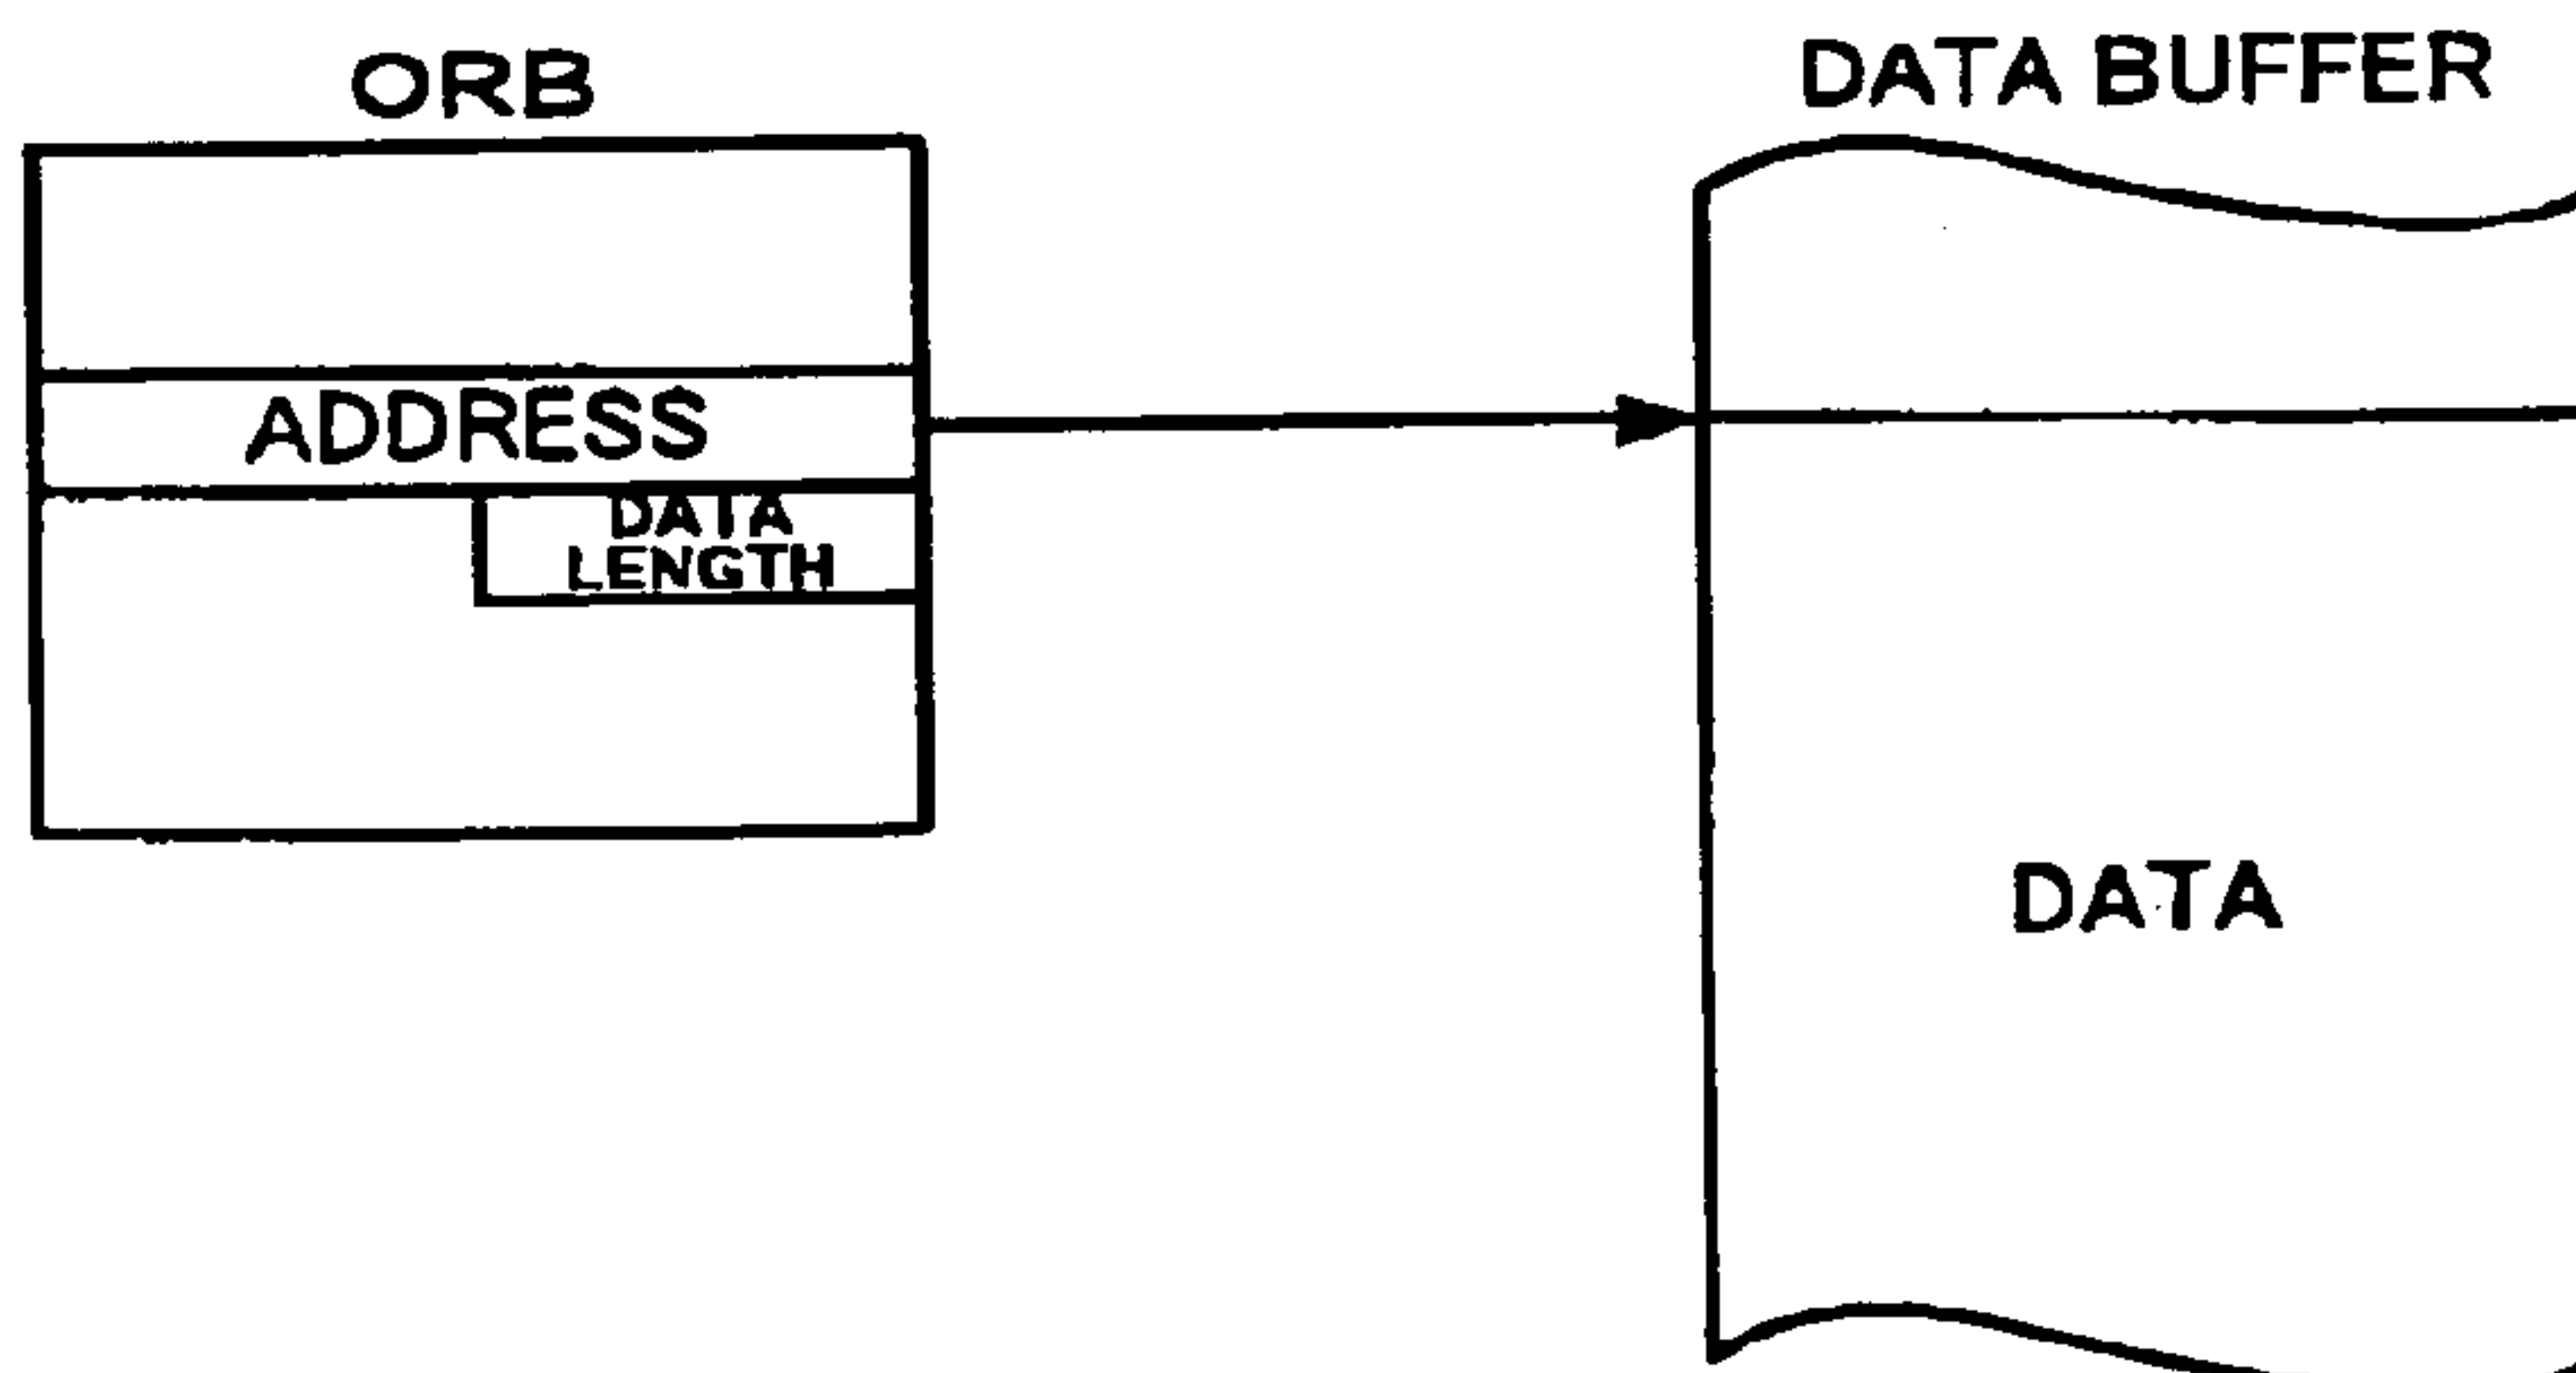 ORB
DATA BUFFER
ADDRESS
DATA
LENGTH
DATA